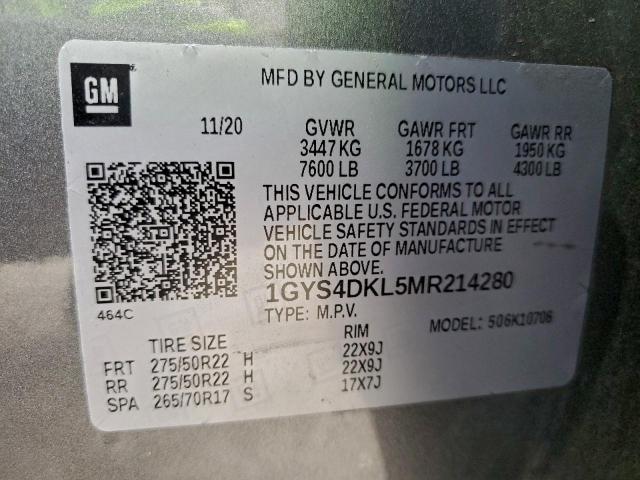 GM
MFD BY GENERAL MOTORS LLC
11/20 GVWR GAWR FRT GAWR RR
3447 KG 1678 KG 1950 KG
7600 LB 3700 LB 4300 LB
THIS VEHICLE CONFORMS TO ALL
APPLICABLE U.S. FEDERAL MOTOR
VEHICLE SAFETY STANDARDS IN EFFECT
ON THE DATE OF MANUFACTURE
SHOWN ABOVE.
1GYS4DKL5MR214280
464C
TYPE: M.P.V. MODEL: 506K10706
TIRE SIZE RIM
FRT 275/50R22 H 22X9J
RR 275/50R22 H 22X9J
SPA 265/70R17 S 17X7J